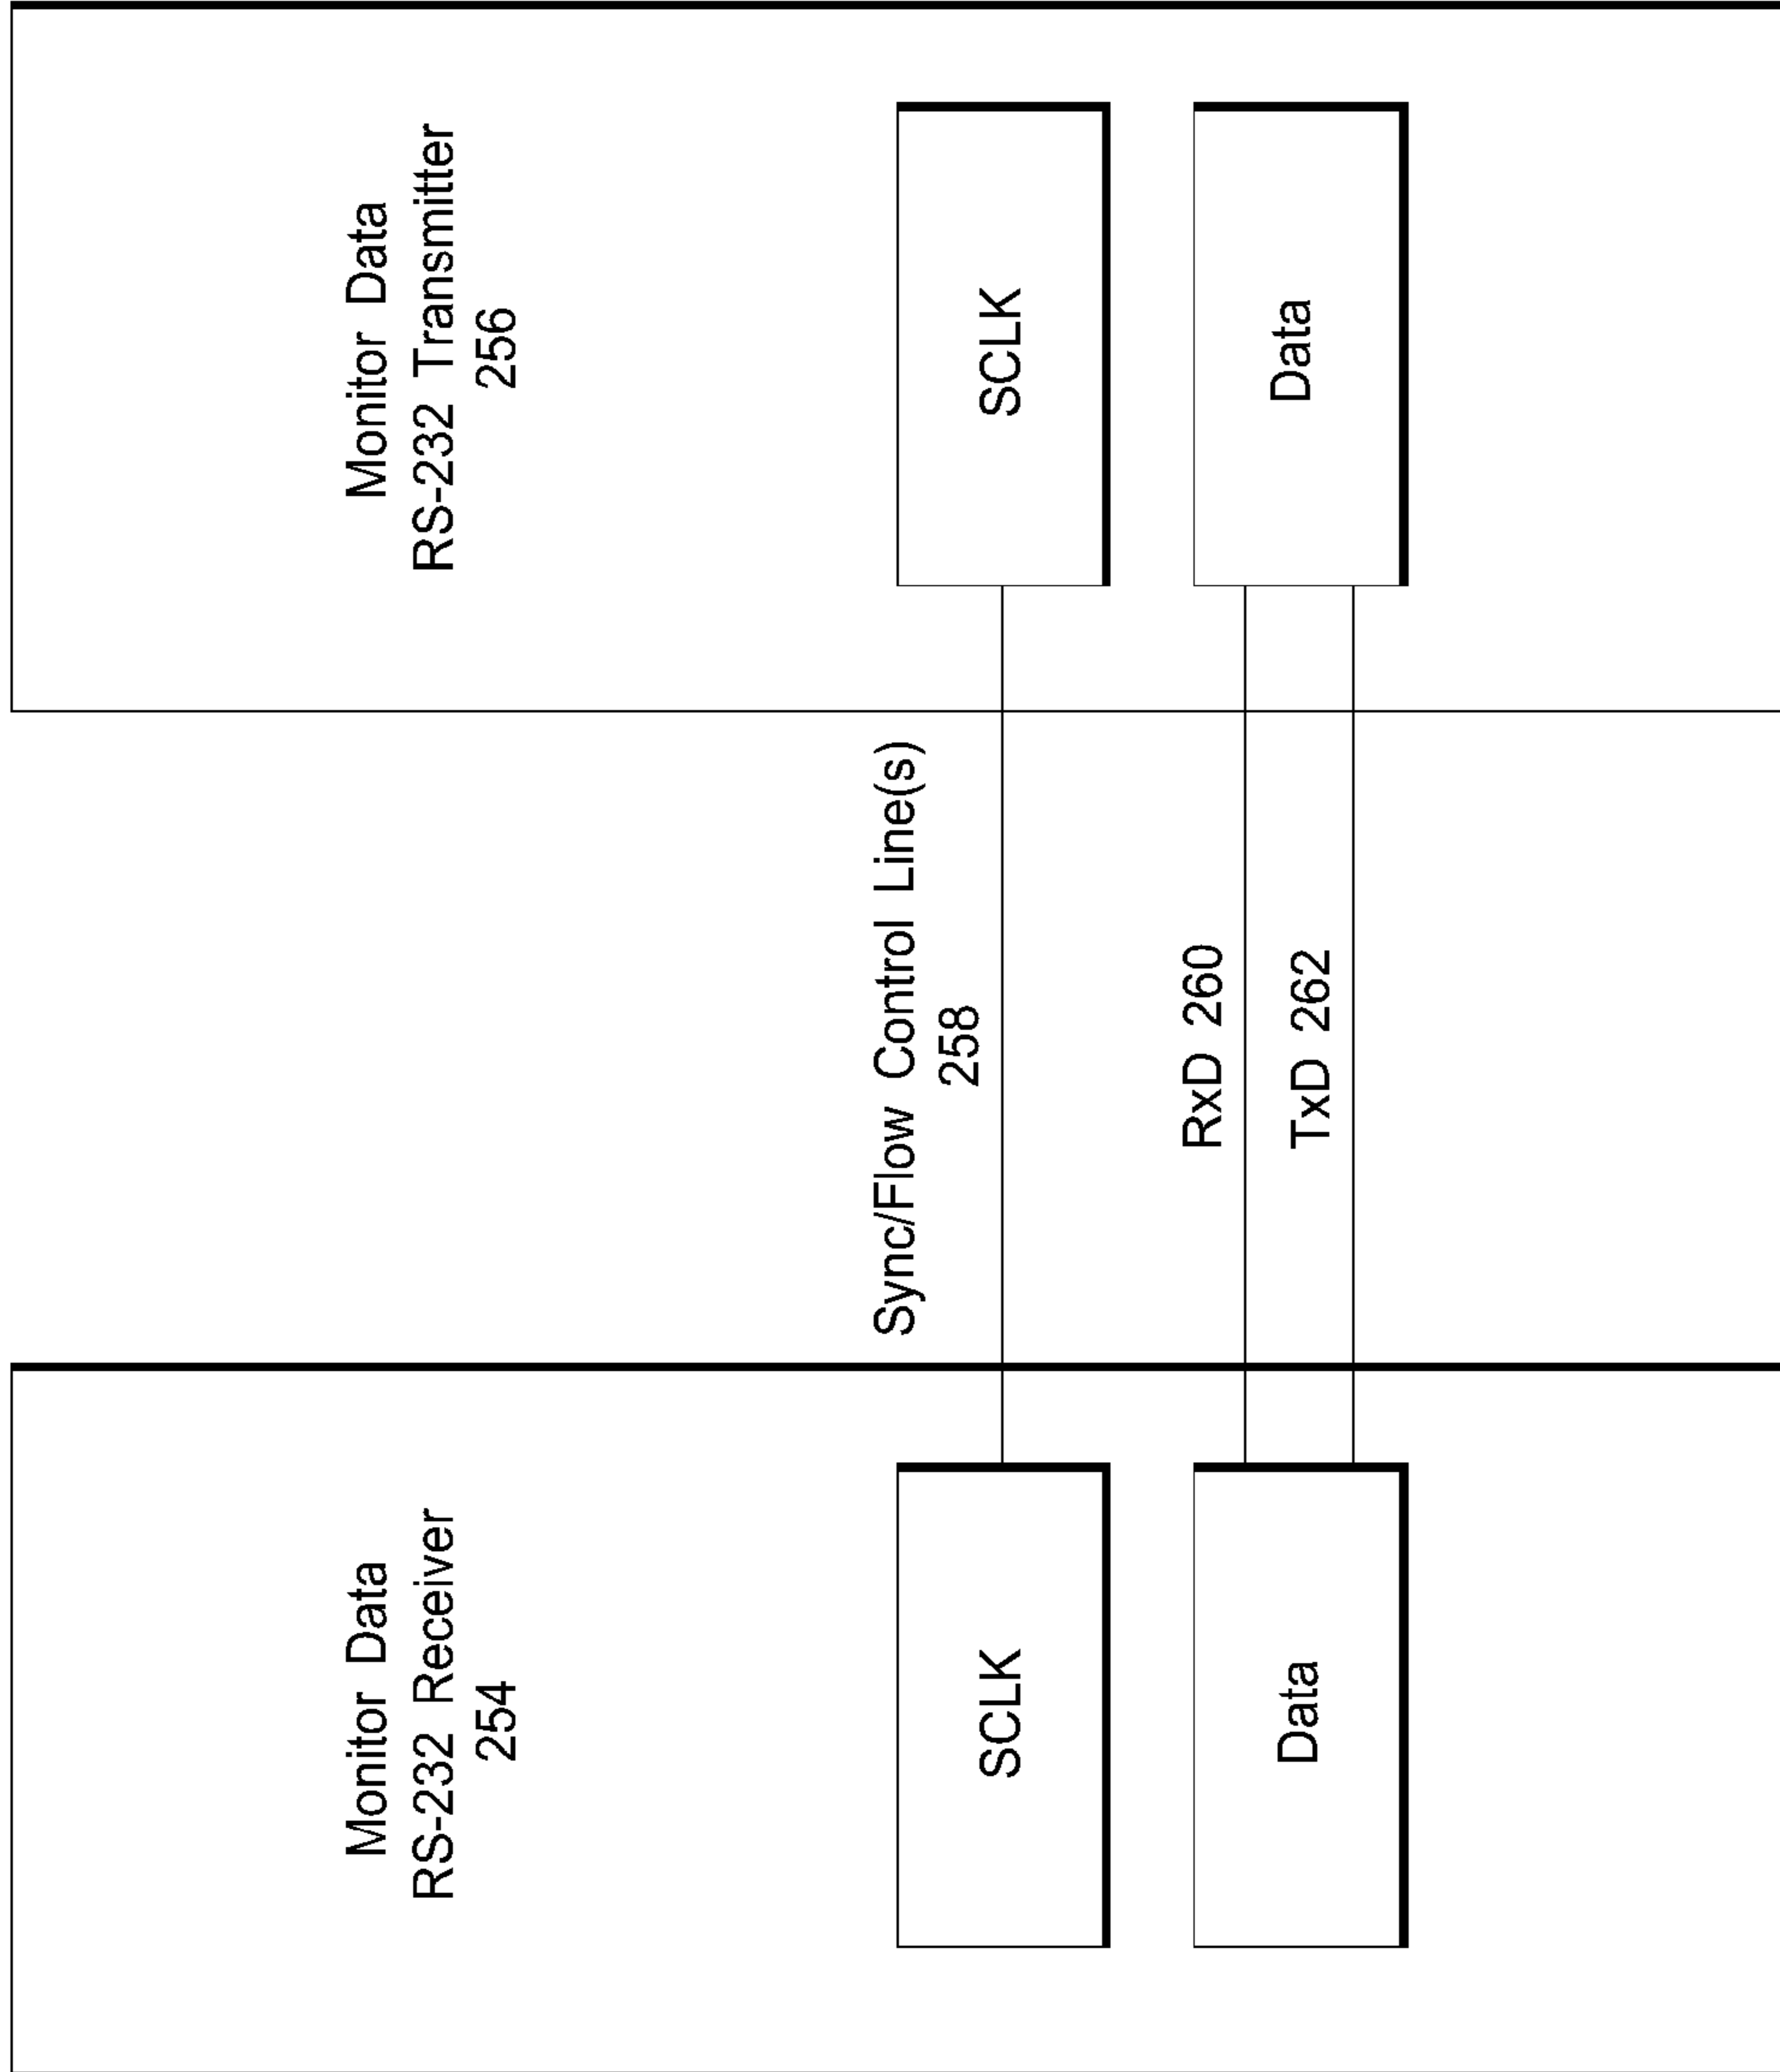 Monitor Data
RS-232 Receiver
254
Monitor Data
RS-232 Transmitter
256
Sync/Flow Control Line(s)
258
SCLK
SCLK
RxD 260
Data
Data
TxD 262